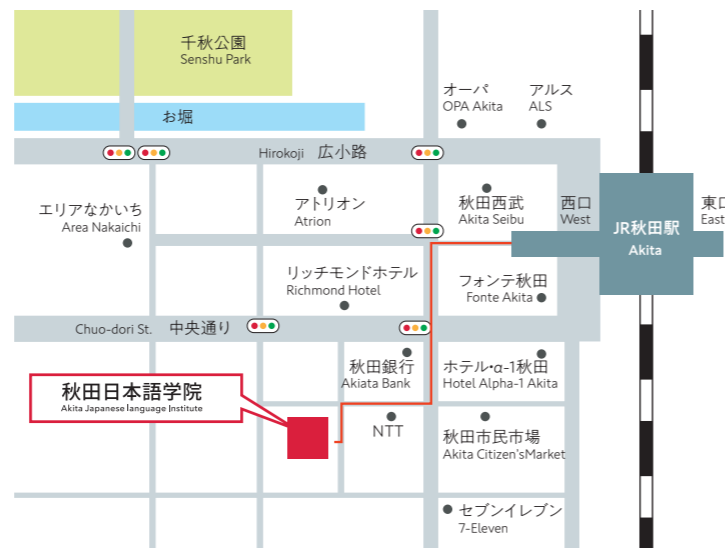 千秋公園
Senshu Park
お堀
オーパ
OPA Akita
アルス
ALS
Hirokoji 広小路
エリアなかいち
Area Nakaichi
アトリオン
Atrion
秋田西武
Akita Seibu
西口
West
JR秋田駅
Akita
東口
East
リッチモンドホテル
Richmond Hotel
フォンテ秋田
Fonte Akita
Chuo-dori St. 中央通り
秋田銀行
Akiata Bank
ホテル・α-1秋田
Hotel Alpha-1 Akita
秋田日本語学院
Akita Japanese language Institute
NTT
秋田市民市場
Akita Citizen'sMarket
セブンイレブン
7-Eleven